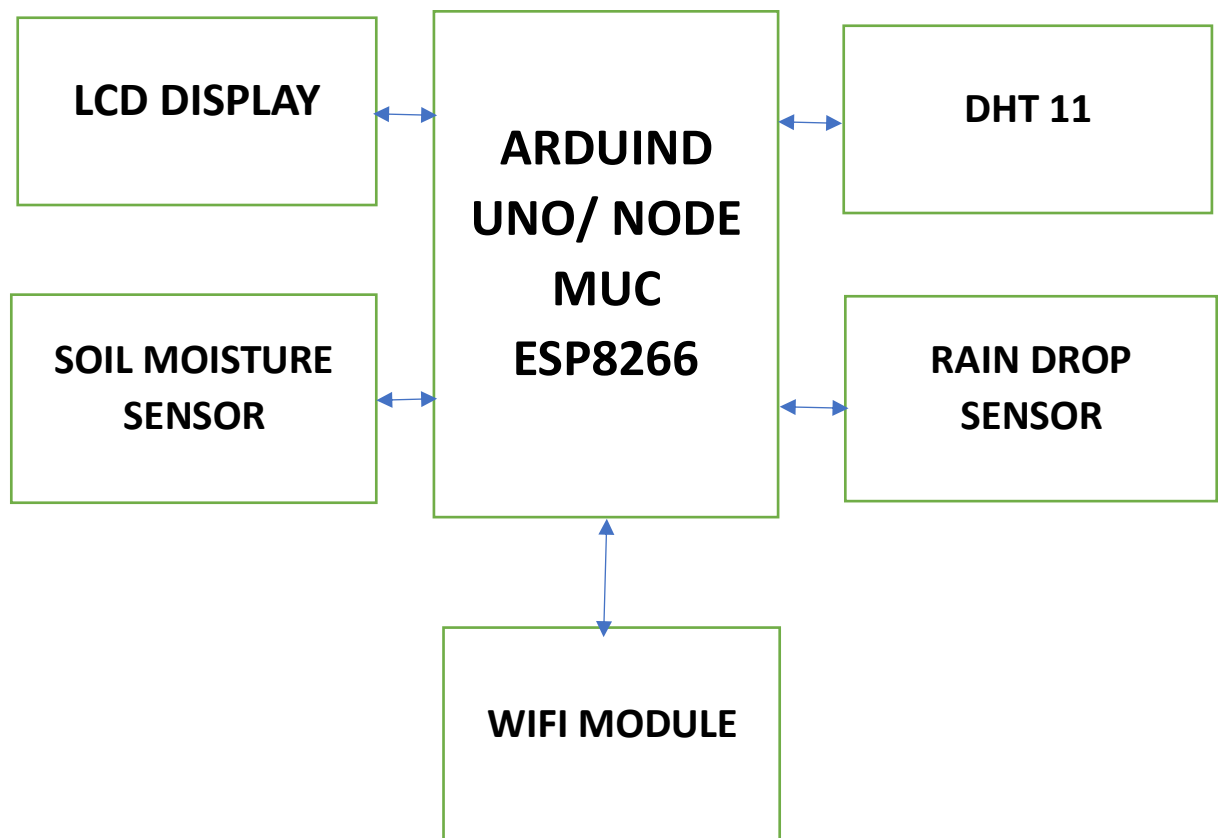 LCD DISPLAY
ARDUIND
UNO/ NODE
MUC
ESP8266
DHT 11
SOIL MOISTURE
SENSOR
RAIN DROP
SENSOR
WIFI MODULE